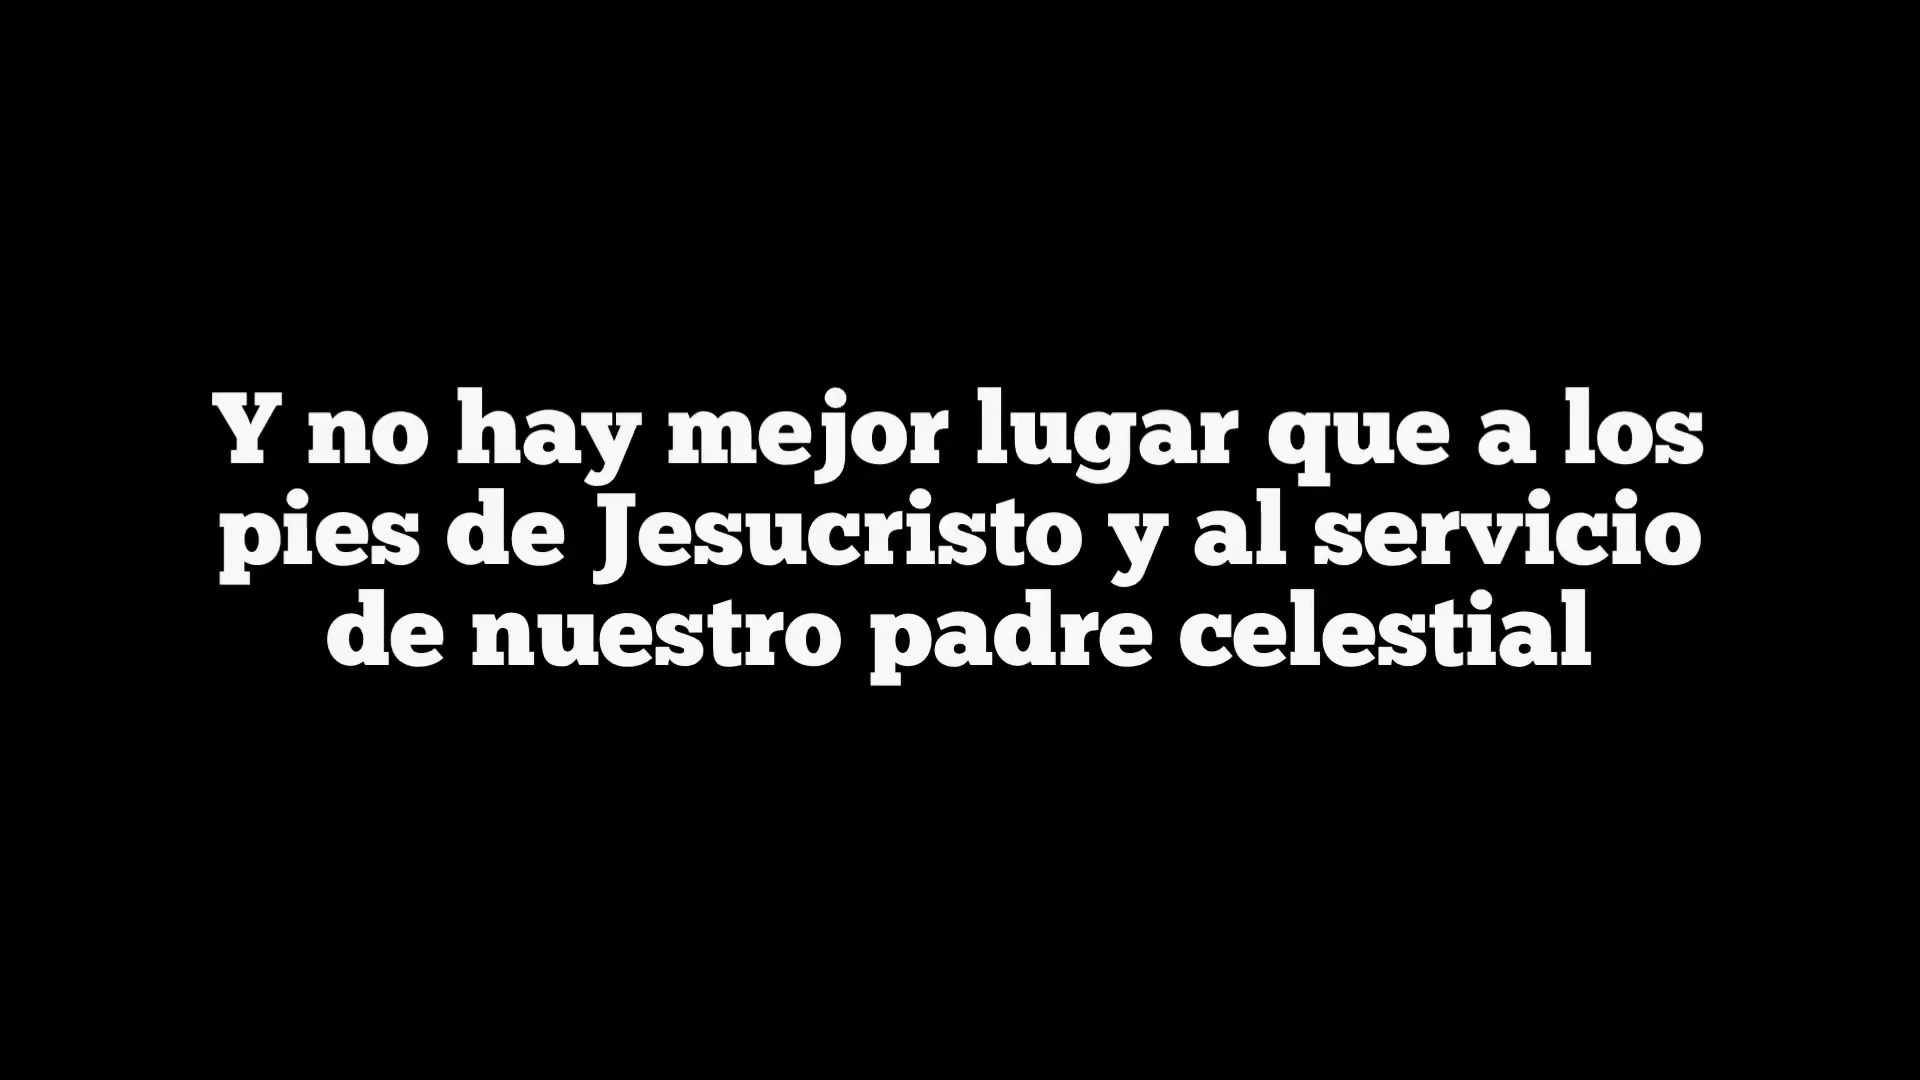 Y no hay mejor lugar que a los
pies de Jesucristo y al servicio
de nuestro padre celestial